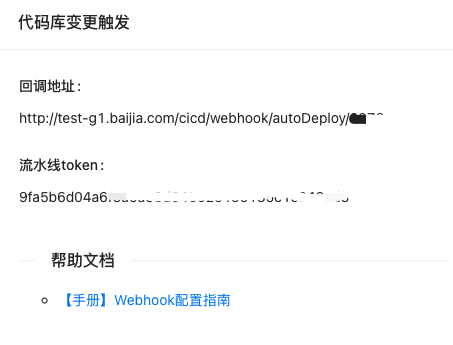 代码库变更触发
回调地址：
http://test-g1.baijia.com/cicd/webhook/autoDeploy/
流水线token：
9fa5b6d04a6
帮助文档
【手册】Webhook配置指南